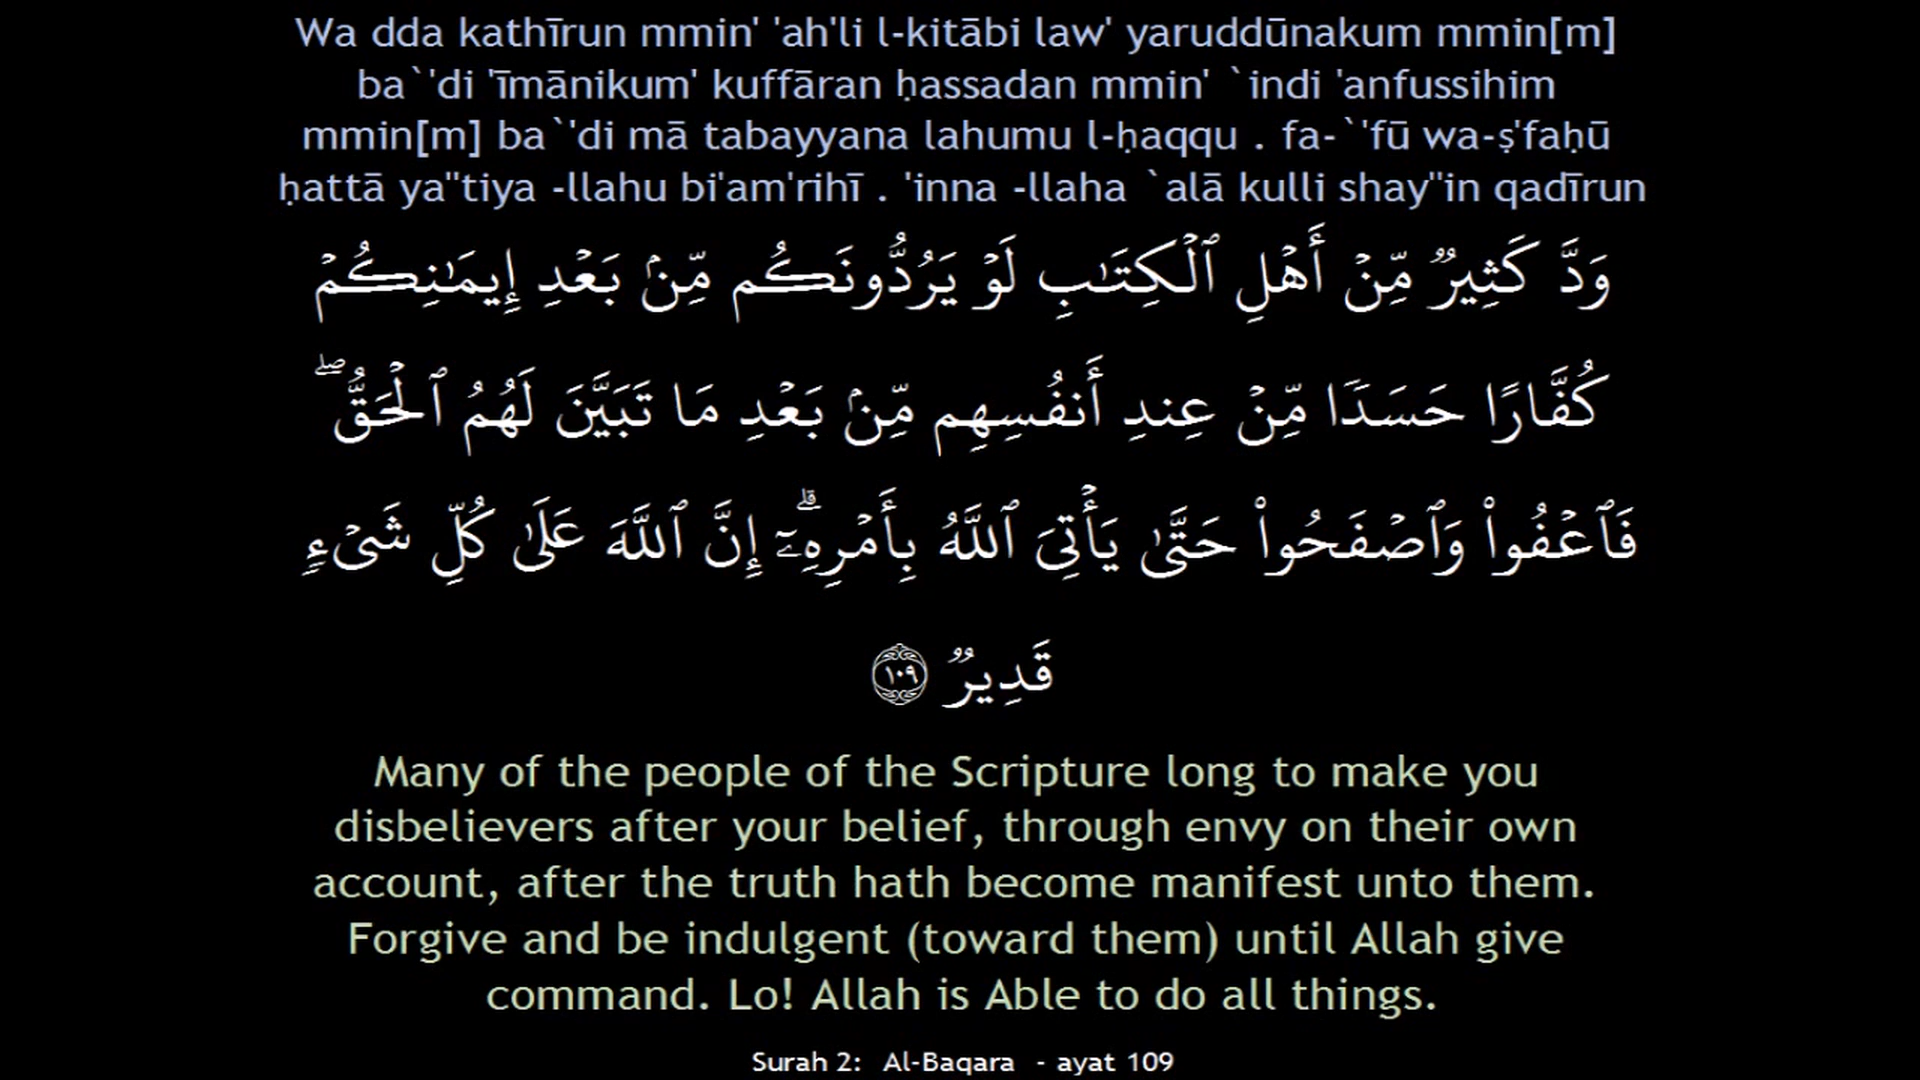 Wa dda kathīrun mmin' 'ah'li l-kitābi law' yaruddūnakum mmin[m]
ba`'di 'īmānikum' kuffāran ḥassadan mmin' `indi 'anfussihim
mmin[m] ba`'di mā tabayyana lahumu l-ḥaqqu . fa-`'fū wa-ṣ'faḥū
ḥattā ya"tiya -llahu bi'am'rihī . 'inna -llaha `alā kulli shay"in qadīrun
وَدَّ كَثِيرٌ مِّنۡ أَهۡلِ ٱلۡكِتَـٰبِ لَوۡ يَرُدُّونَكُم مِّنۢ بَعۡدِ إِيمَـٰنِكُمۡ
كُفَّارًا حَسَدًا مِّنۡ عِندِ أَنفُسِهِم مِّنۢ بَعۡدِ مَا تَبَيَّنَ لَهُمُ ٱلۡحَقُّۖ
فَٱعۡفُواْ وَٱصۡفَحُواْ حَتَّىٰ يَأۡتِىَ ٱللَّهُ بِأَمۡرِهِۦٓۗ إِنَّ ٱللَّهَ عَلَىٰ كُلِّ شَىۡءٍ
قَدِيرٌ ١٠٩
Many of the people of the Scripture long to make you
disbelievers after your belief, through envy on their own
account, after the truth hath become manifest unto them.
Forgive and be indulgent (toward them) until Allah give
command. Lo! Allah is Able to do all things.
Surah 2: Al-Baqara - ayat 109